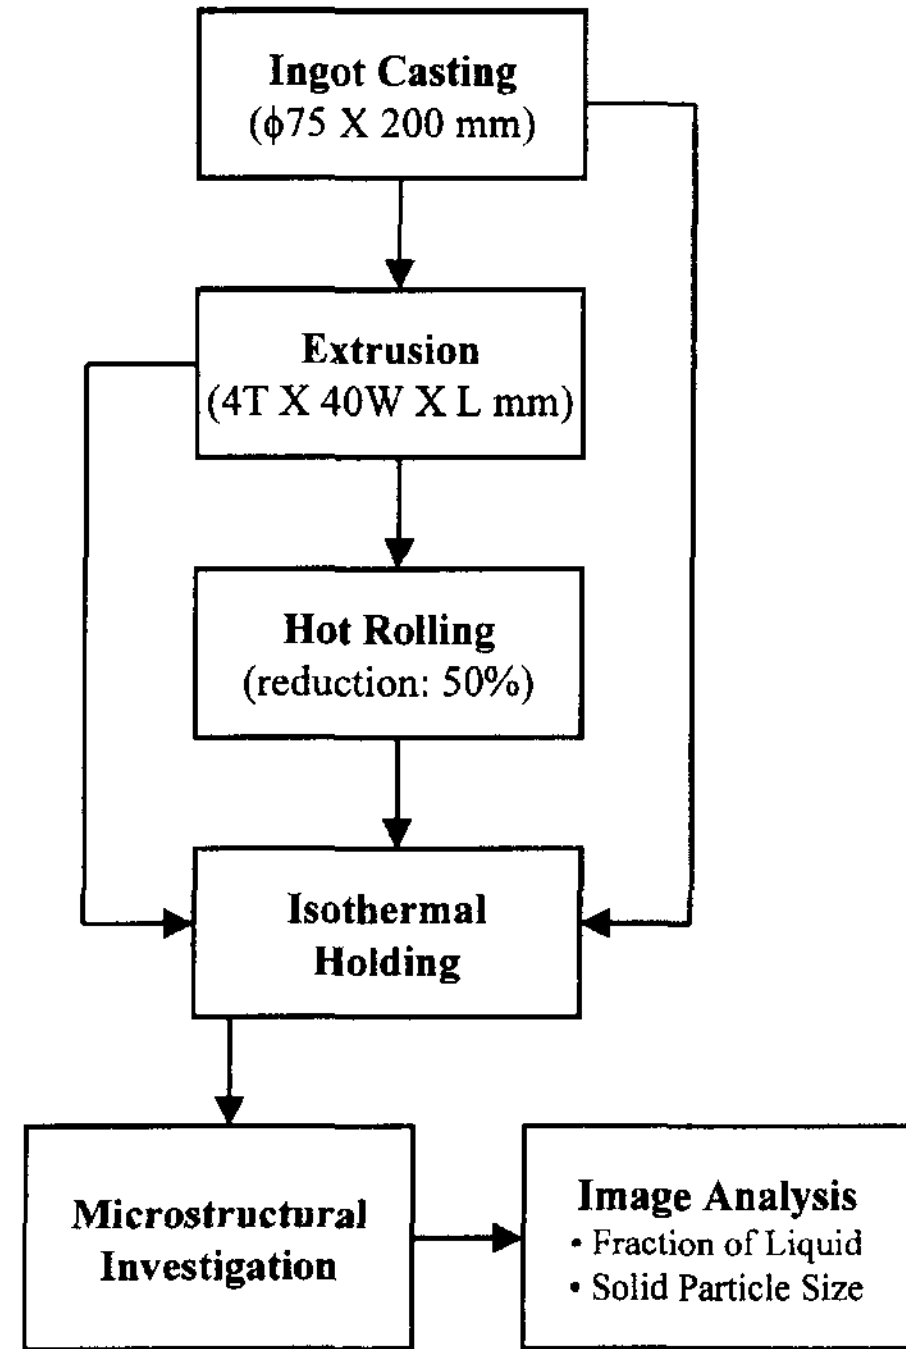 Ingot Casting
(ϕ75 X 200 mm)
Extrusion
(4T X 40W X L mm)
Hot Rolling
(reduction: 50%)
Isothermal
Holding
Microstructural
Investigation
Image Analysis
• Fraction of Liquid
• Solid Particle Size